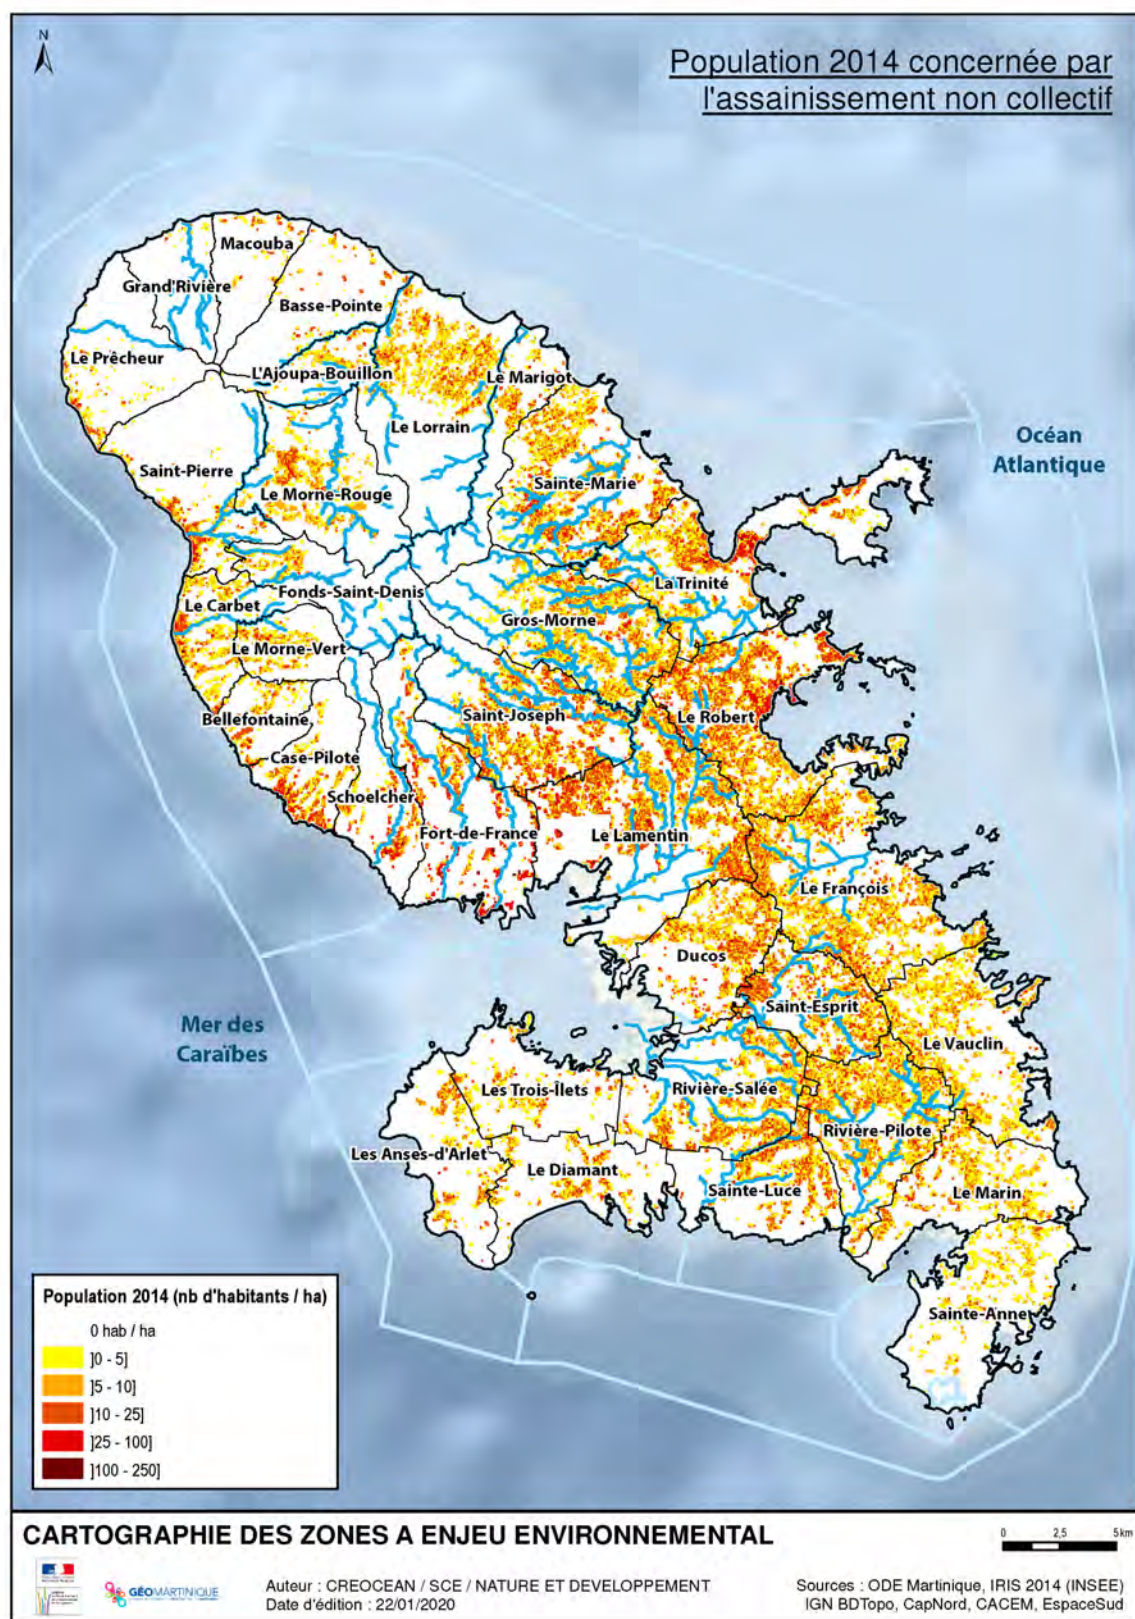 N
Population 2014 concernée par
l'assainissement non collectif
Macouba
Grand'Rivière
Basse-Pointe
Le Prêcheur
L'Ajoupa-Bouillon
Le Marigot
Le Lorrain
Océan
Atlantique
Saint-Pierre
Le Morne-Rouge
Sainte-Marie
La Trinité
Fonds-Saint-Denis
Le Carbet
Gros-Morne
Le Morne-Vert
Bellefontaine
Saint-Joseph
Le Robert
Case-Pilote
Schoelcher
Fort-de-France
Le Lamentin
Le François
Ducos
Saint-Esprit
Mer des
Caraïbes
Le Vauclin
Les Trois-Îlets
Rivière-Salée
Rivière-Pilote
Les Anses-d'Arlet
Le Diamant
Sainte-Luce
Le Marin
Sainte-Anne
Population 2014 (nb d'habitants / ha)
0 hab / ha
]0 - 5]
]5 - 10]
]10 - 25]
]25 - 100]
]100 - 250]
CARTOGRAPHIE DES ZONES A ENJEU ENVIRONNEMENTAL
0 2,5 5 km
GÉOMARTINIQUE
Auteur : CREOCEAN / SCE / NATURE ET DEVELOPPEMENT
Date d'édition : 22/01/2020
Sources : ODE Martinique, IRIS 2014 (INSEE)
IGN BDTopo, CapNord, CACEM, EspaceSud